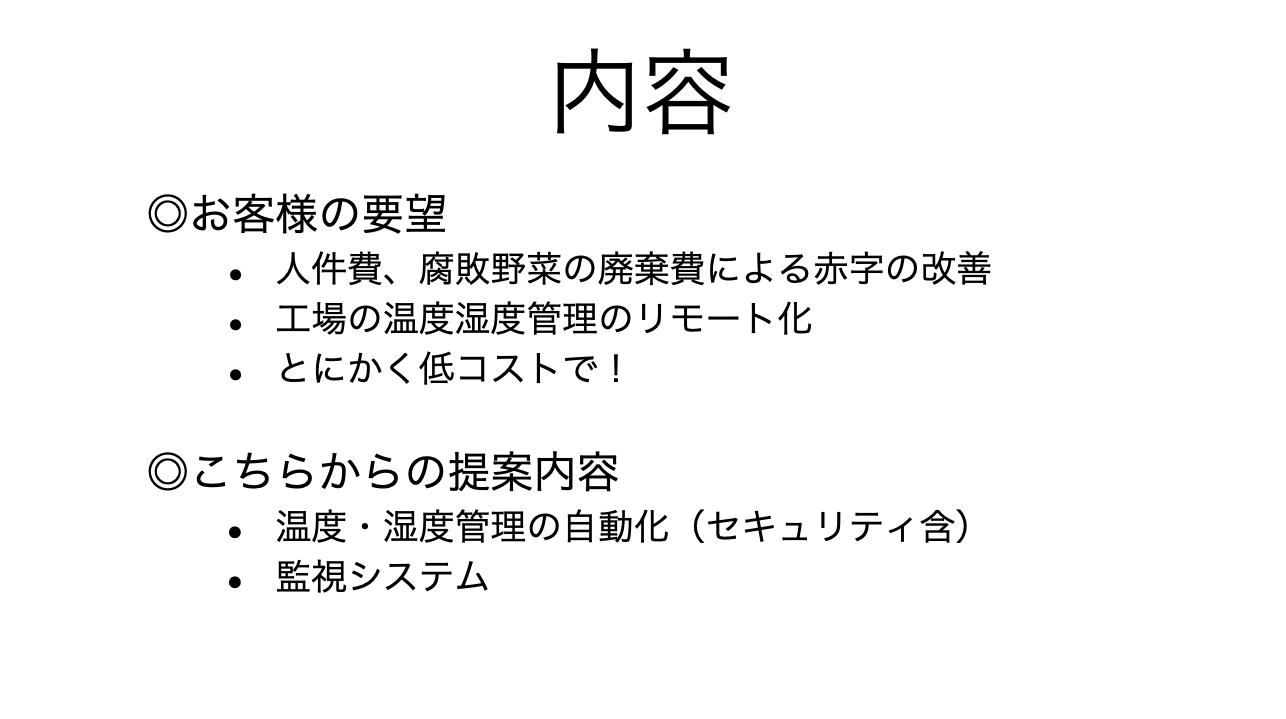 内容
◎お客様の要望
● 人件費、腐敗野菜の廃棄費による赤字の改善
● 工場の温度湿度管理のリモート化
● とにかく低コストで！
◎こちらからの提案内容
● 温度・湿度管理の自動化（セキュリティ含）
● 監視システム